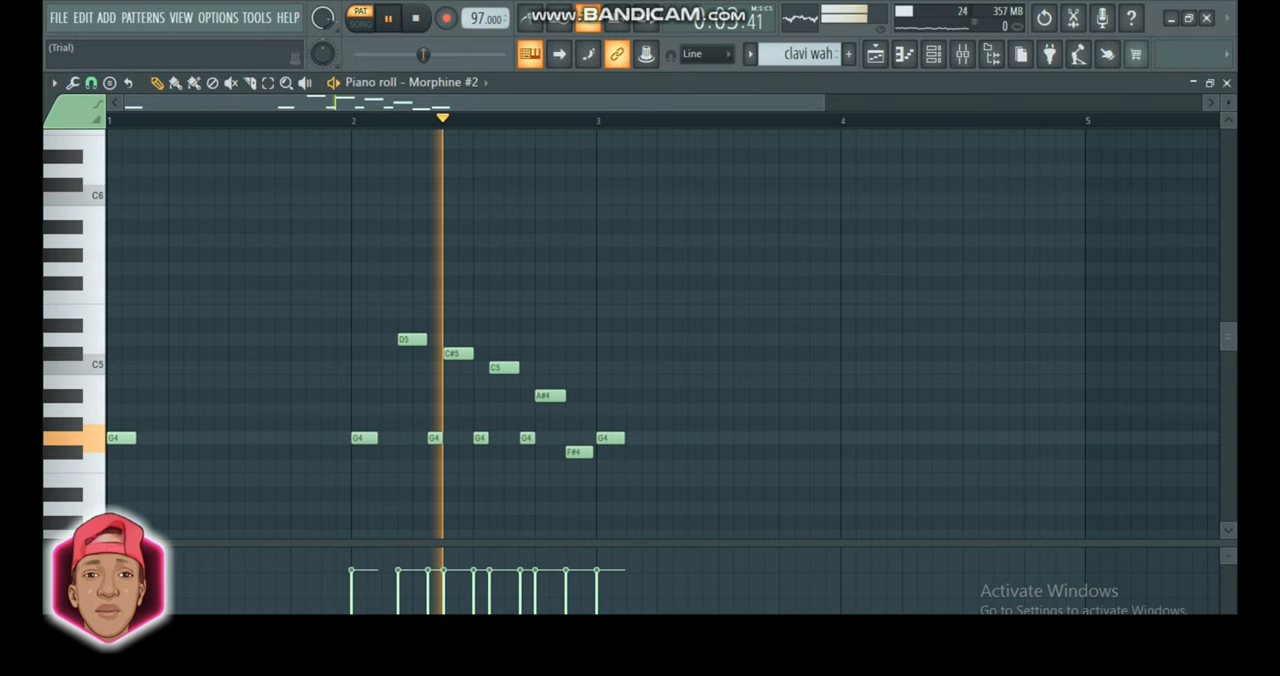 FILE EDIT ADD PATTERNS VIEW OPTIONS TOOLS HELP
PAT
SONG
97.000
www.BANDICAM.com
M:S:CS
24
357 MB
0
(Trial)
Line
clavi wah
Piano roll - Morphine #2
1 2 3 4 5
C6
D5
C#5
C5
C5
A#4
G4 G4 G4 G4 G4 G4
F#4
Activate Windows
Go to Settings to activate Windows.